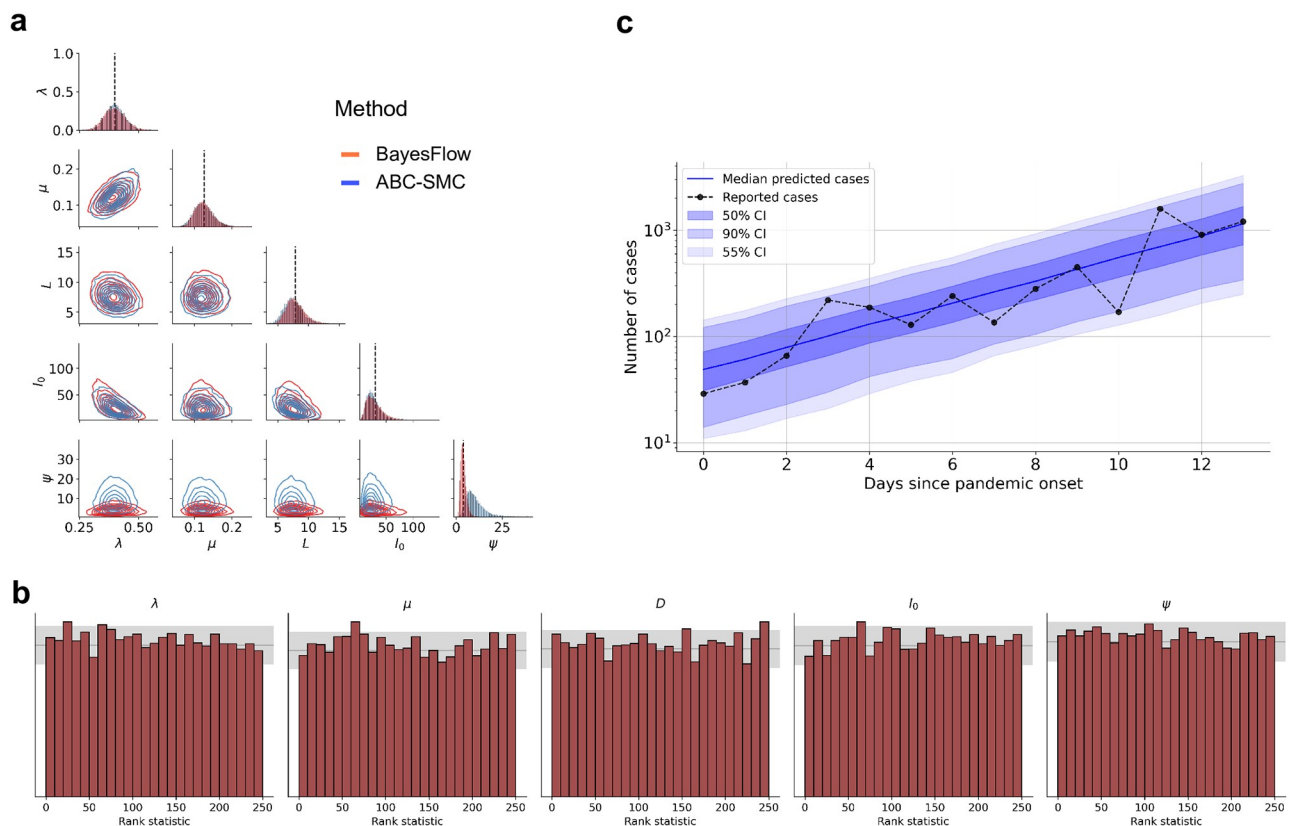 a
1.0
0.5
0.0
λ
Method
BayesFlow
ABC-SMC
0.2
0.1
μ
15
10
5
L
100
50
I₀
30
20
10
ψ
0.25 0.50
0.1 0.2
5 10 15
50 100
0 25
λ μ L I₀ ψ
c
Median predicted cases
Reported cases
50% CI
90% CI
55% CI
10³
10²
10¹
Number of cases
0 2 4 6 8 10 12
Days since pandemic onset
b
λ μ D I₀ ψ
0 50 100 150 200 250 0 50 100 150 200 250 0 50 100 150 200 250 0 50 100 150 200 250 0 50 100 150 200 250
Rank statistic Rank statistic Rank statistic Rank statistic Rank statistic